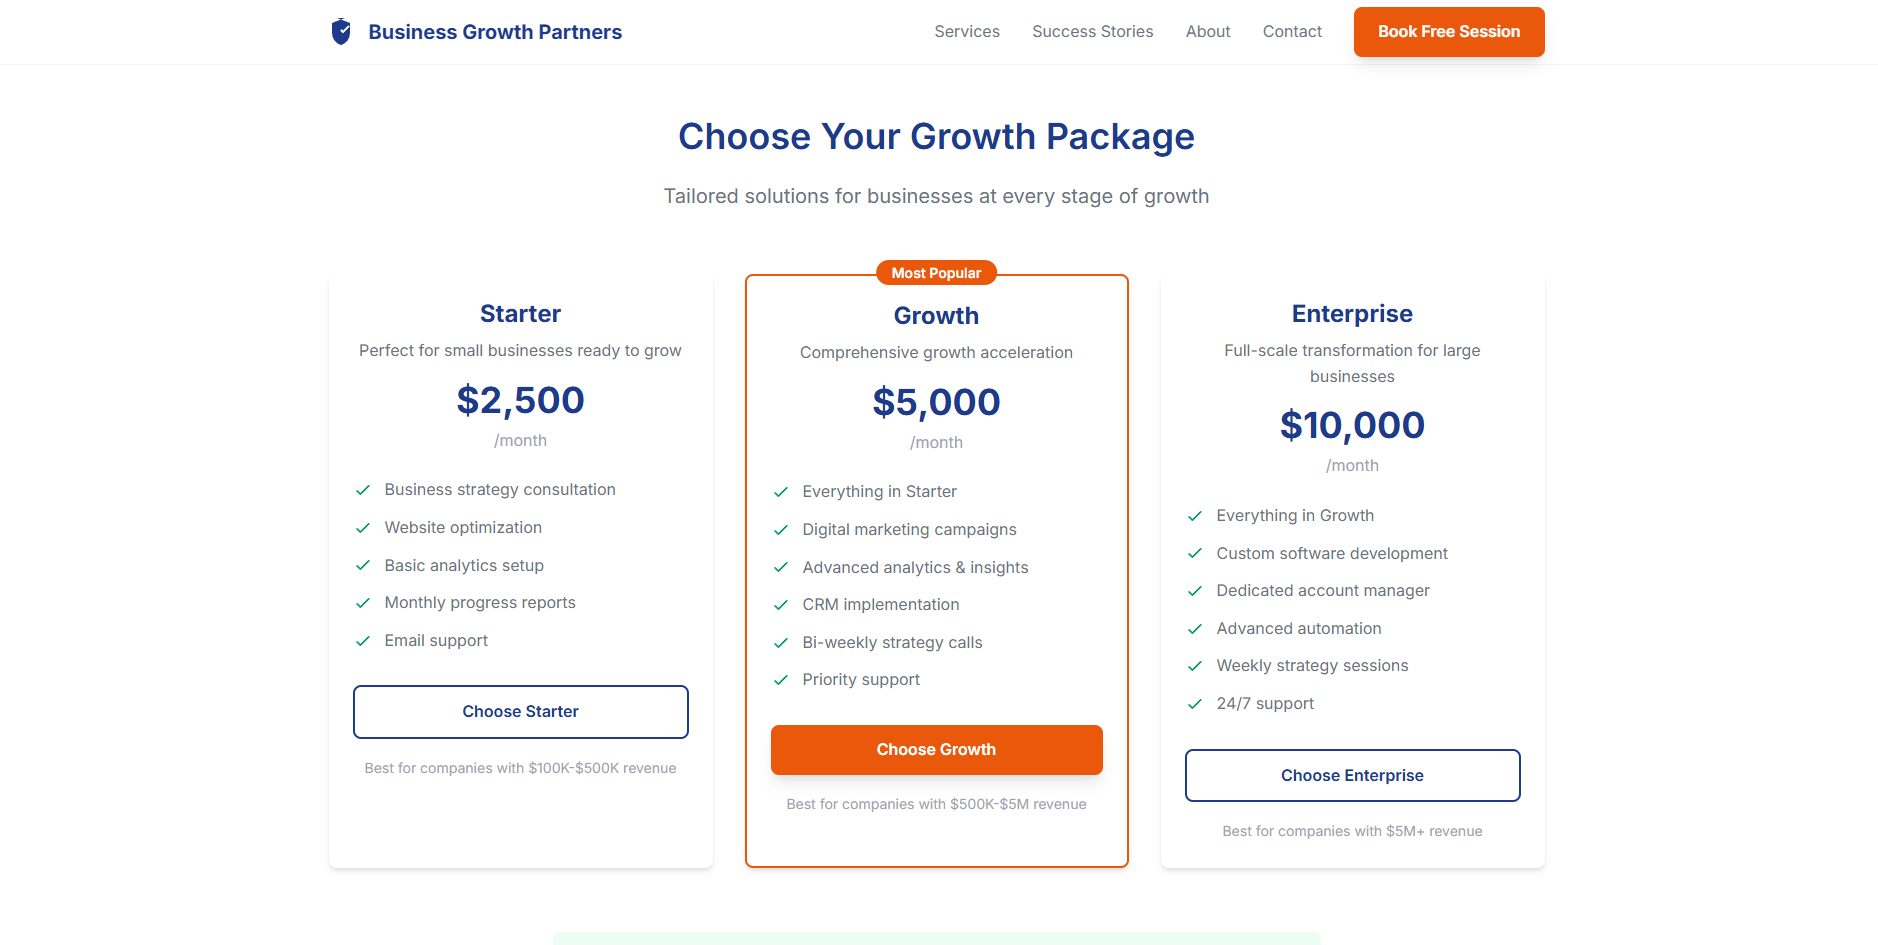 Business Growth Partners
Services
Success Stories
About
Contact
Book Free Session
Choose Your Growth Package
Tailored solutions for businesses at every stage of growth
Starter
Perfect for small businesses ready to grow
$2,500
/month
Business strategy consultation
Website optimization
Basic analytics setup
Monthly progress reports
Email support
Choose Starter
Best for companies with $100K-$500K revenue
Most Popular
Growth
Comprehensive growth acceleration
$5,000
/month
Everything in Starter
Digital marketing campaigns
Advanced analytics & insights
CRM implementation
Bi-weekly strategy calls
Priority support
Choose Growth
Best for companies with $500K-$5M revenue
Enterprise
Full-scale transformation for large
businesses
$10,000
/month
Everything in Growth
Custom software development
Dedicated account manager
Advanced automation
Weekly strategy sessions
24/7 support
Choose Enterprise
Best for companies with $5M+ revenue